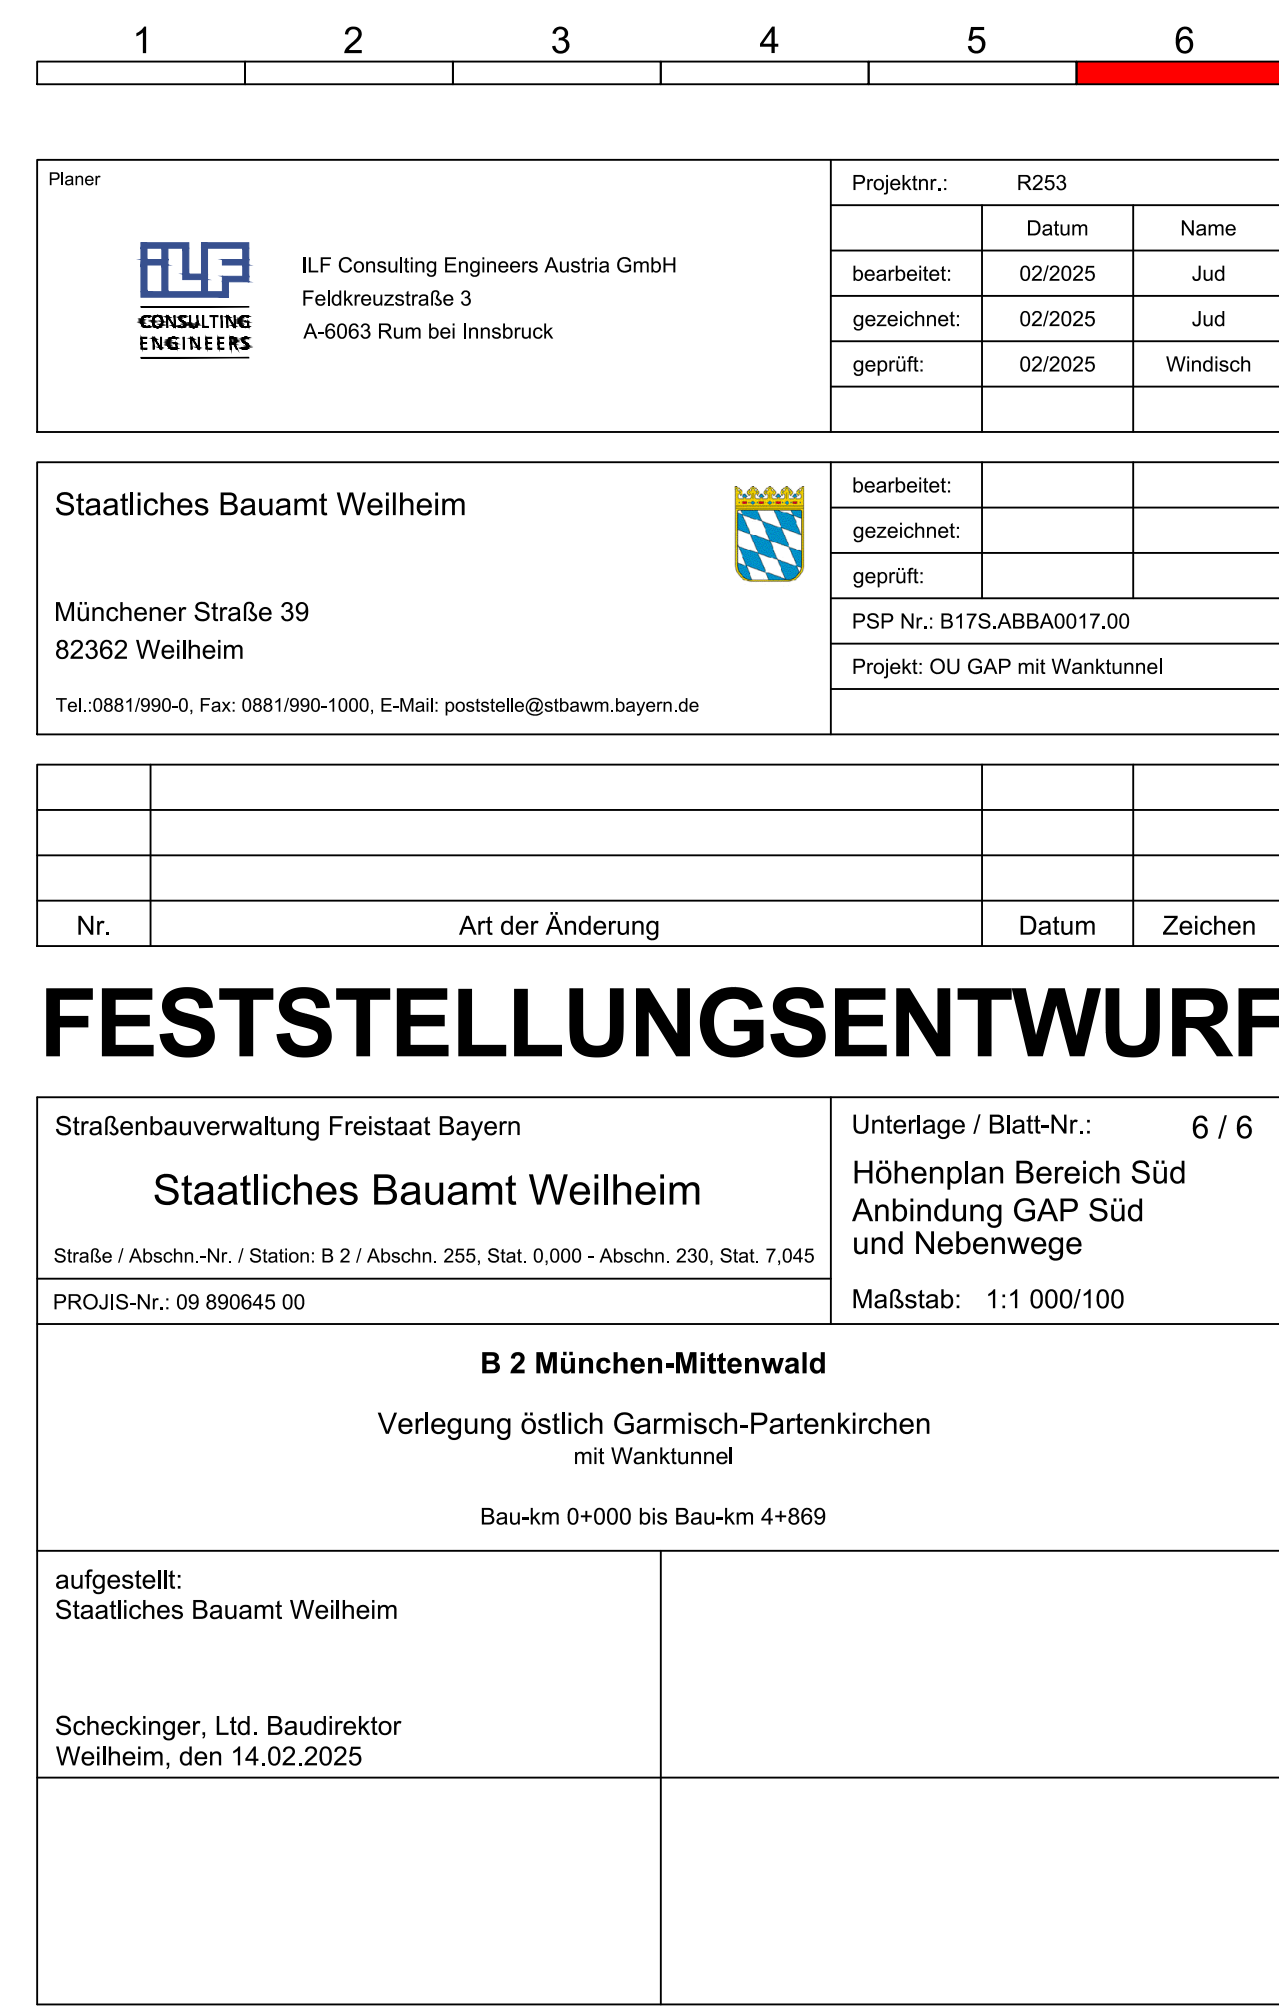 1 2 3 4 5 6
Planer
iLF
CONSULTING
ENGINEERS
ILF Consulting Engineers Austria GmbH
Feldkreuzstraße 3
A-6063 Rum bei Innsbruck
Projektnr.: R253
Datum Name
bearbeitet: 02/2025 Jud
gezeichnet: 02/2025 Jud
geprüft: 02/2025 Windisch
Staatliches Bauamt Weilheim
Münchener Straße 39
82362 Weilheim
Tel.:0881/990-0, Fax: 0881/990-1000, E-Mail: poststelle@stbawm.bayern.de
bearbeitet:
gezeichnet:
geprüft:
PSP Nr.: B17S.ABBA0017.00
Projekt: OU GAP mit Wanktunnel
Nr. Art der Änderung Datum Zeichen
FESTSTELLUNGSENTWURF
Straßenbauverwaltung Freistaat Bayern
Staatliches Bauamt Weilheim
Straße / Abschn.-Nr. / Station: B 2 / Abschn. 255, Stat. 0,000 - Abschn. 230, Stat. 7,045
PROJIS-Nr.: 09 890645 00
Unterlage / Blatt-Nr.: 6 / 6
Höhenplan Bereich Süd
Anbindung GAP Süd
und Nebenwege
Maßstab: 1:1 000/100
B 2 München-Mittenwald
Verlegung östlich Garmisch-Partenkirchen
mit Wanktunnel
Bau-km 0+000 bis Bau-km 4+869
aufgestellt:
Staatliches Bauamt Weilheim
Scheckinger, Ltd. Baudirektor
Weilheim, den 14.02.2025